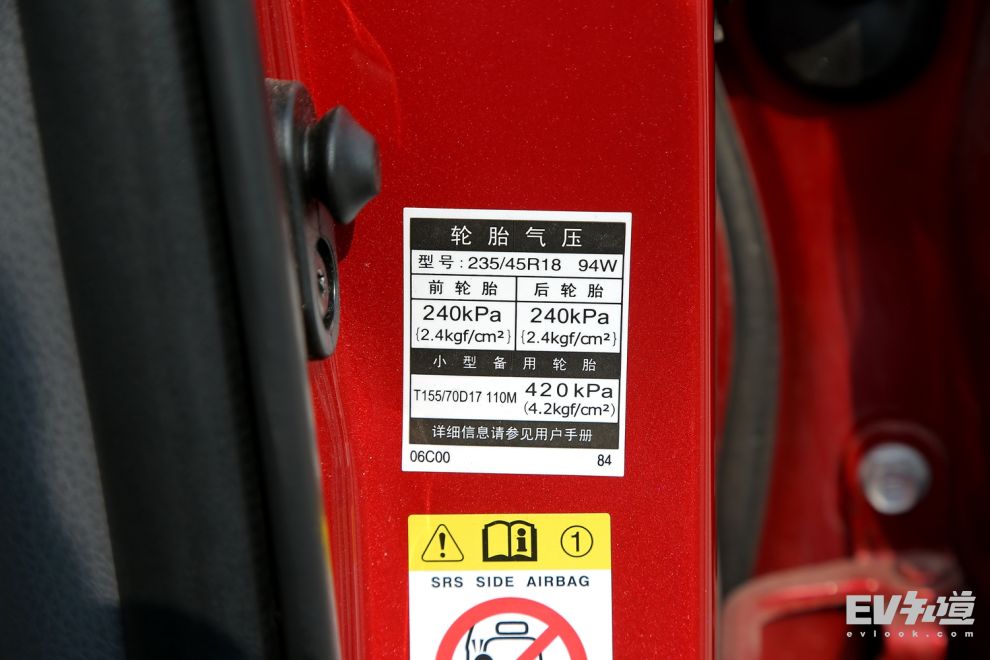 轮胎气压
型号:235/45R18 94W
前轮胎 后轮胎
240kPa 240kPa
{2.4kgf/cm²} {2.4kgf/cm²}
小型备用轮胎
T155/70D17 110M 420kPa
(4.2kgf/cm²)
详细信息请参见用户手册
06C00 84
1
SRS SIDE AIRBAG
EV知道
evlook.com